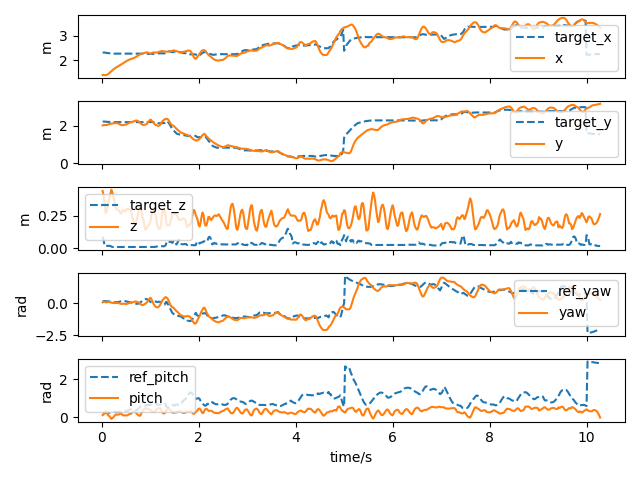 3
2
m
target_x
x
2
0
m
target_y
y
0.25
0.00
m
target_z
z
0.0
−2.5
rad
ref_yaw
yaw
2
0
rad
ref_pitch
pitch
0 2 4 6 8 10
time/s